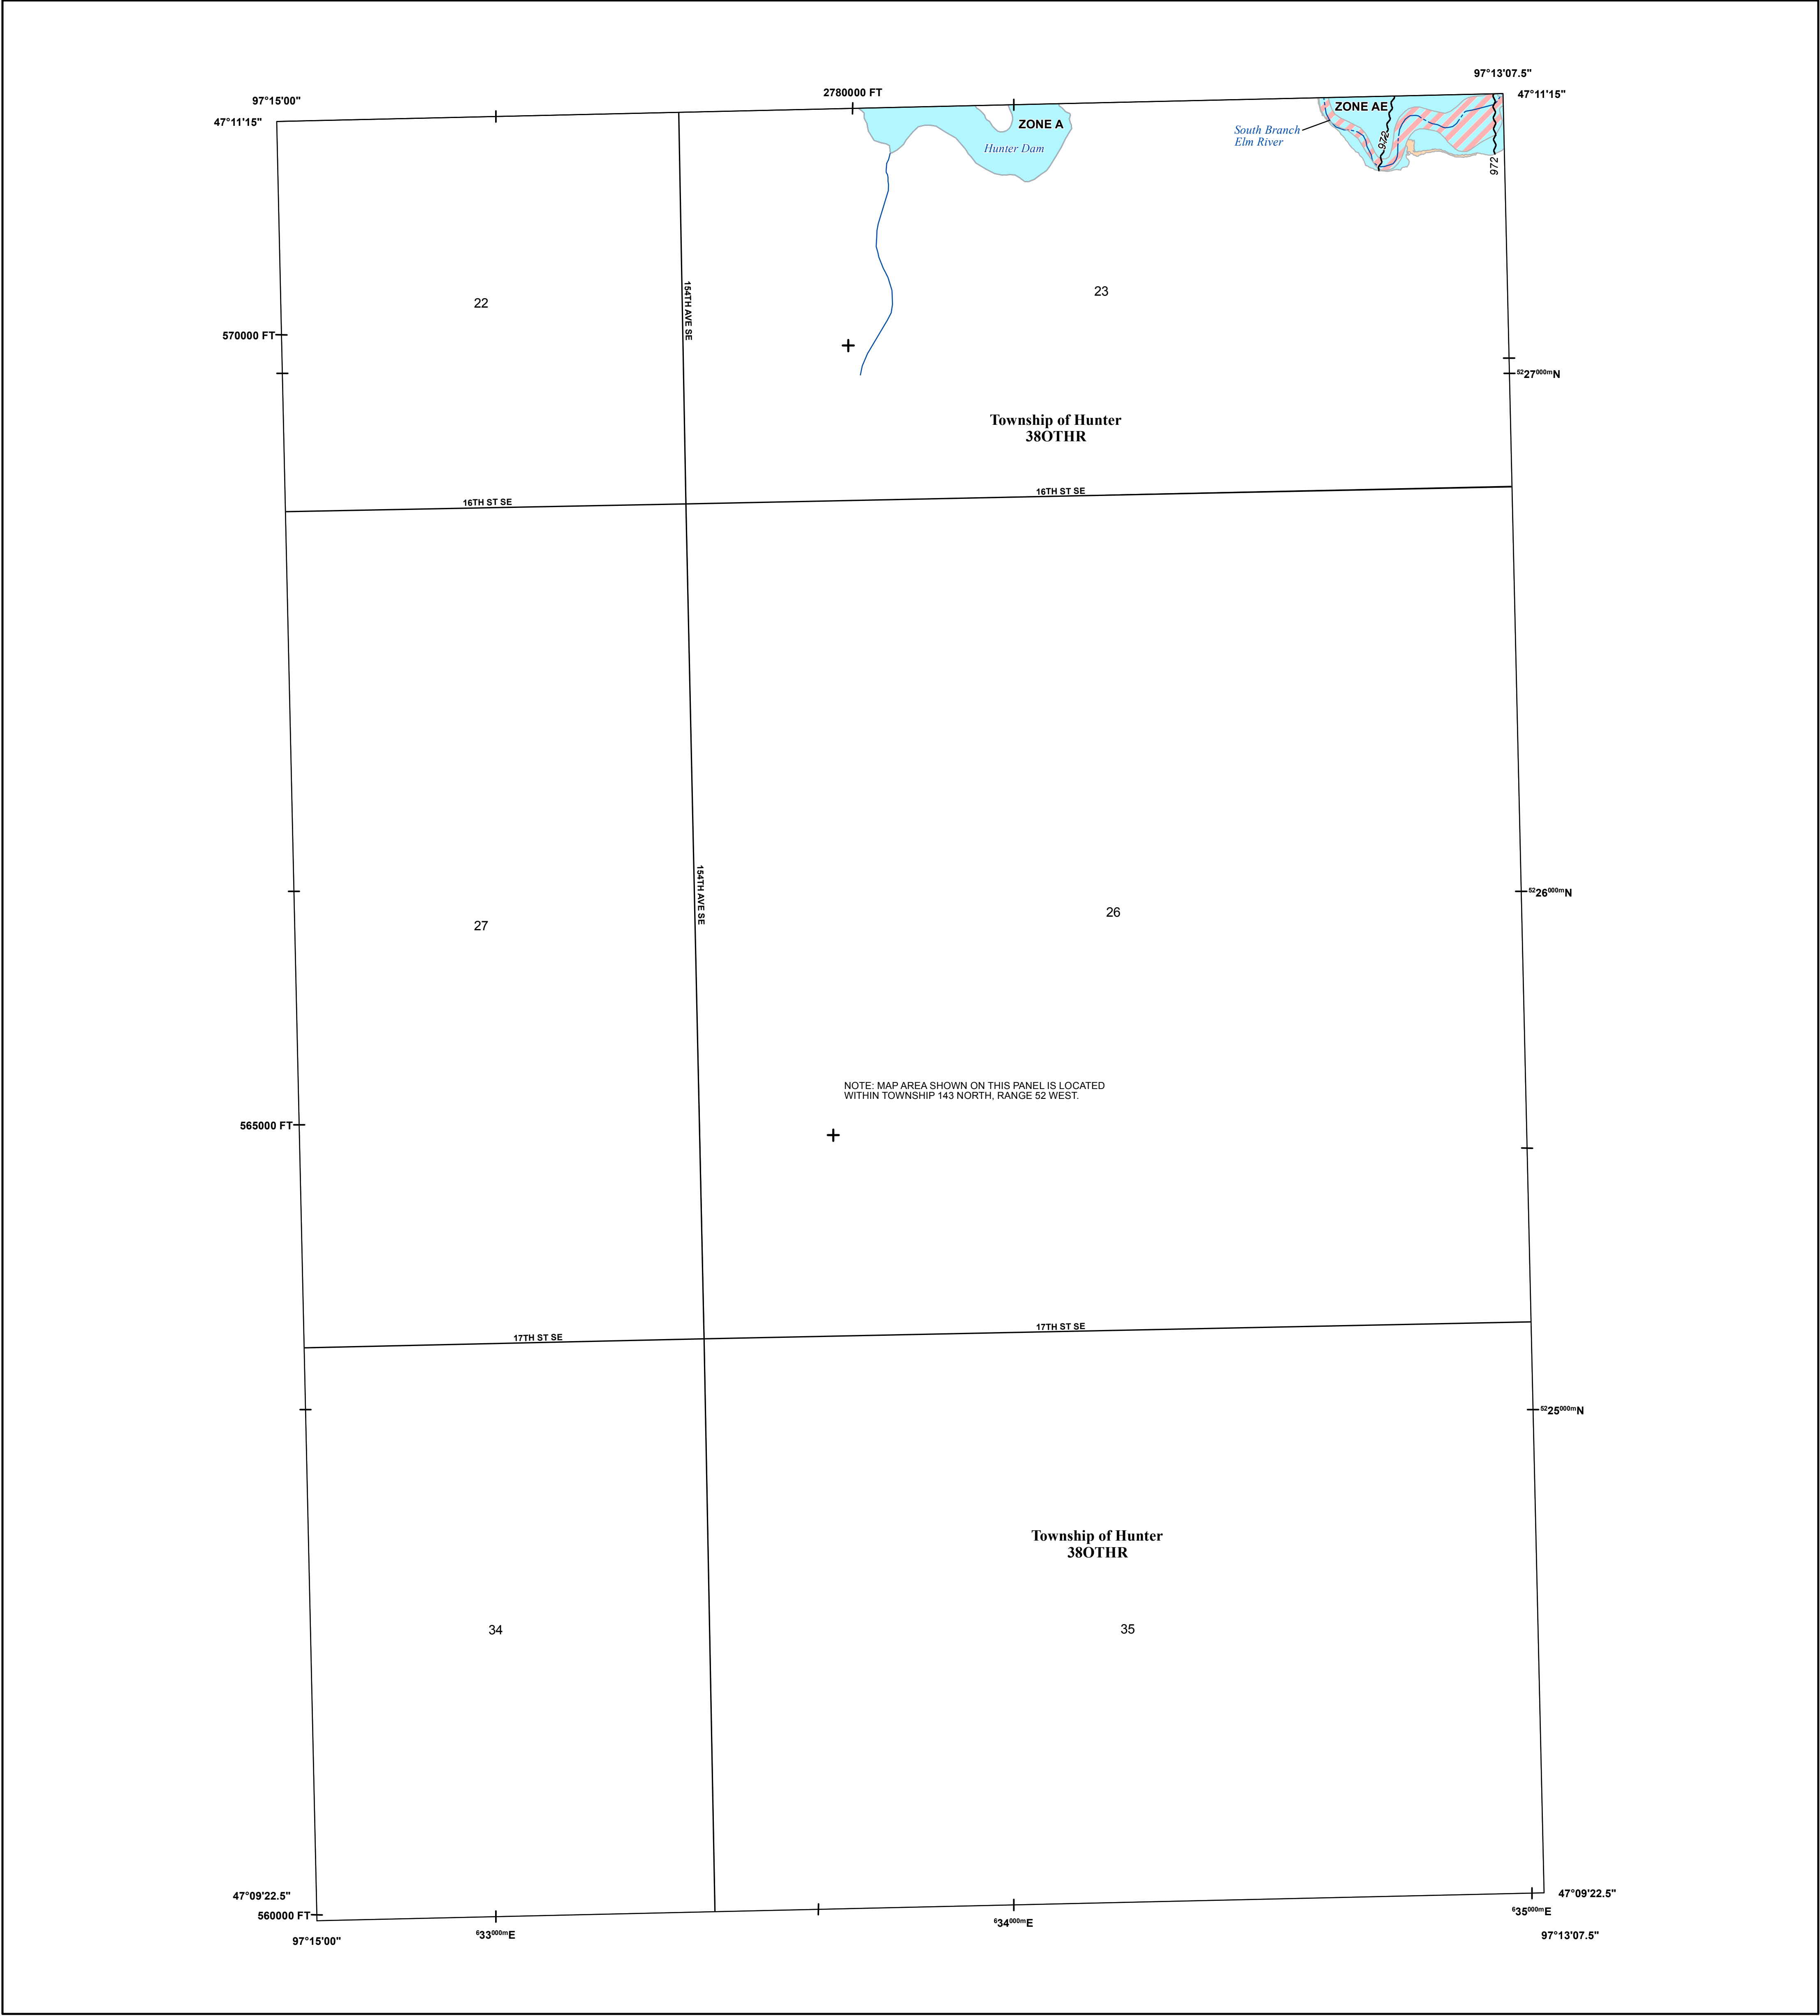 97°13'07.5"
97°15'00"
2780000 FT
47°11'15"
47°11'15"
ZONE A
Hunter Dam
South Branch
Elm River
ZONE AE
972
972
22
154TH AVE SE
23
570000 FT
5227000mN
Township of Hunter
38OTHR
16TH ST SE
16TH ST SE
5226000mN
27
154TH AVE SE
26
NOTE: MAP AREA SHOWN ON THIS PANEL IS LOCATED
WITHIN TOWNSHIP 143 NORTH, RANGE 52 WEST.
565000 FT
17TH ST SE
17TH ST SE
5225000mN
Township of Hunter
38OTHR
34
35
47°09'22.5"
47°09'22.5"
560000 FT
633000mE
634000mE
635000mE
97°15'00"
97°13'07.5"